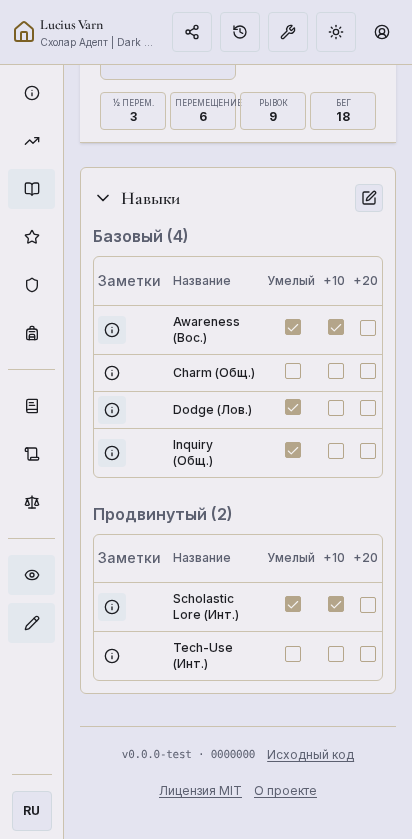 Lucius Varn
Схолар Адепт | Dark ...
½ ПЕРЕМ.
3
ПЕРЕМЕЩЕНИЕ
6
РЫВОК
9
БЕГ
18
Навыки
Базовый (4)
Заметки Название Умелый +10 +20
Awareness
(Вос.)
Charm (Общ.)
Dodge (Лов.)
Inquiry
(Общ.)
Продвинутый (2)
Заметки Название Умелый +10 +20
Scholastic
Lore (Инт.)
Tech-Use
(Инт.)
v0.0.0-test · 0000000 Исходный код
Лицензия MIT О проекте
RU